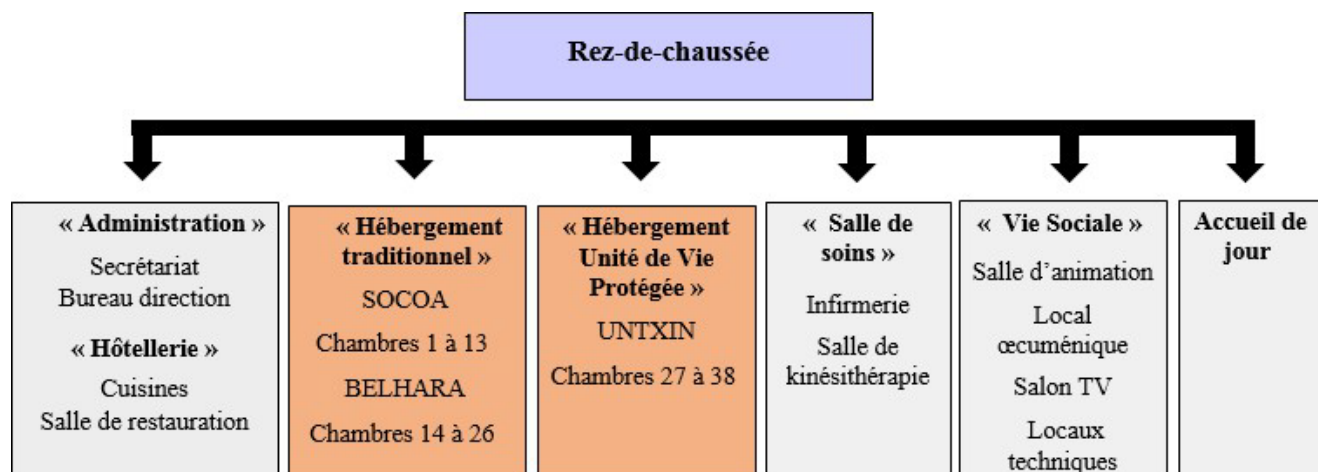 Rez-de-chaussée
« Administration »
Secrétariat
Bureau direction
« Hôtellerie »
Cuisines
Salle de restauration
« Hébergement
traditionnel »
SOCOA
Chambres 1 à 13
BELHARA
Chambres 14 à 26
« Hébergement
Unité de Vie
Protégée »
UNTXIN
Chambres 27 à 38
« Salle de
soins »
Infirmerie
Salle de
kinésithérapie
« Vie Sociale »
Salle d’animation
Local
œcuménique
Salon TV
Locaux
techniques
Accueil de
jour